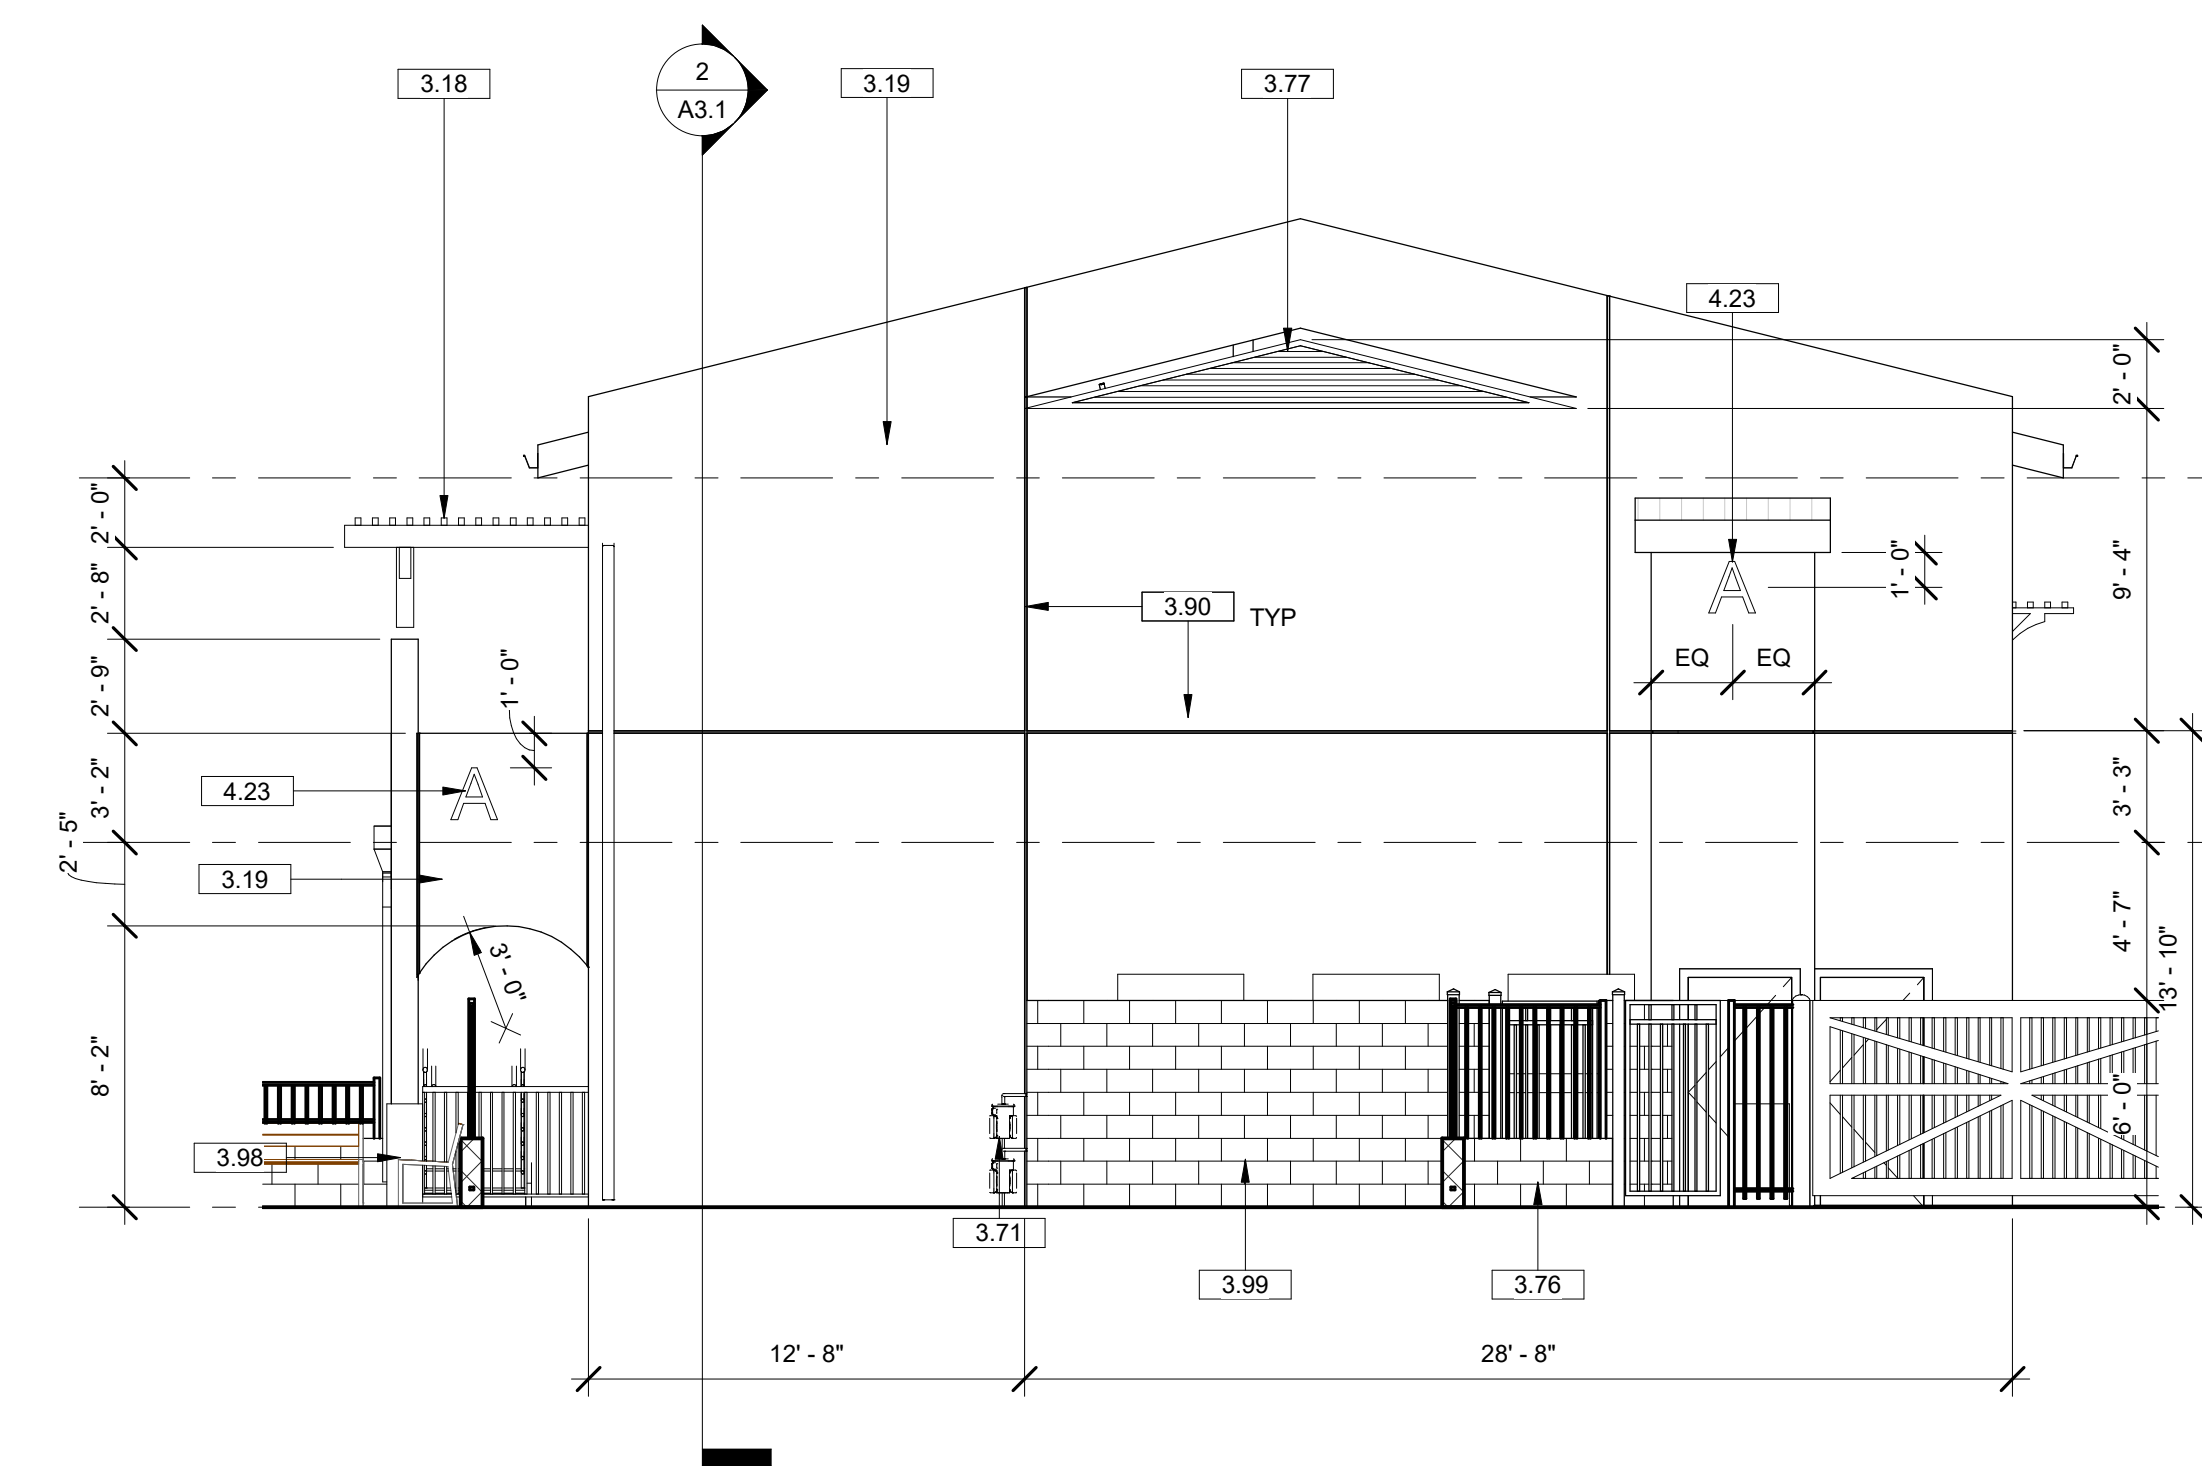 3.18
2
A3.1
3.19
3.77
4.23
2' - 0"
2' - 0"
2' - 8"
2' - 9"
3' - 2"
2' - 5"
8' - 2"
1' - 0"
3.90
TYP
A
1' - 0"
EQ
EQ
9' - 4"
3' - 3"
4' - 7"
13' - 10"
6' - 0"
4.23
A
3.19
3' - 0"
3.98
3.71
3.99
3.76
12' - 8"
28' - 8"